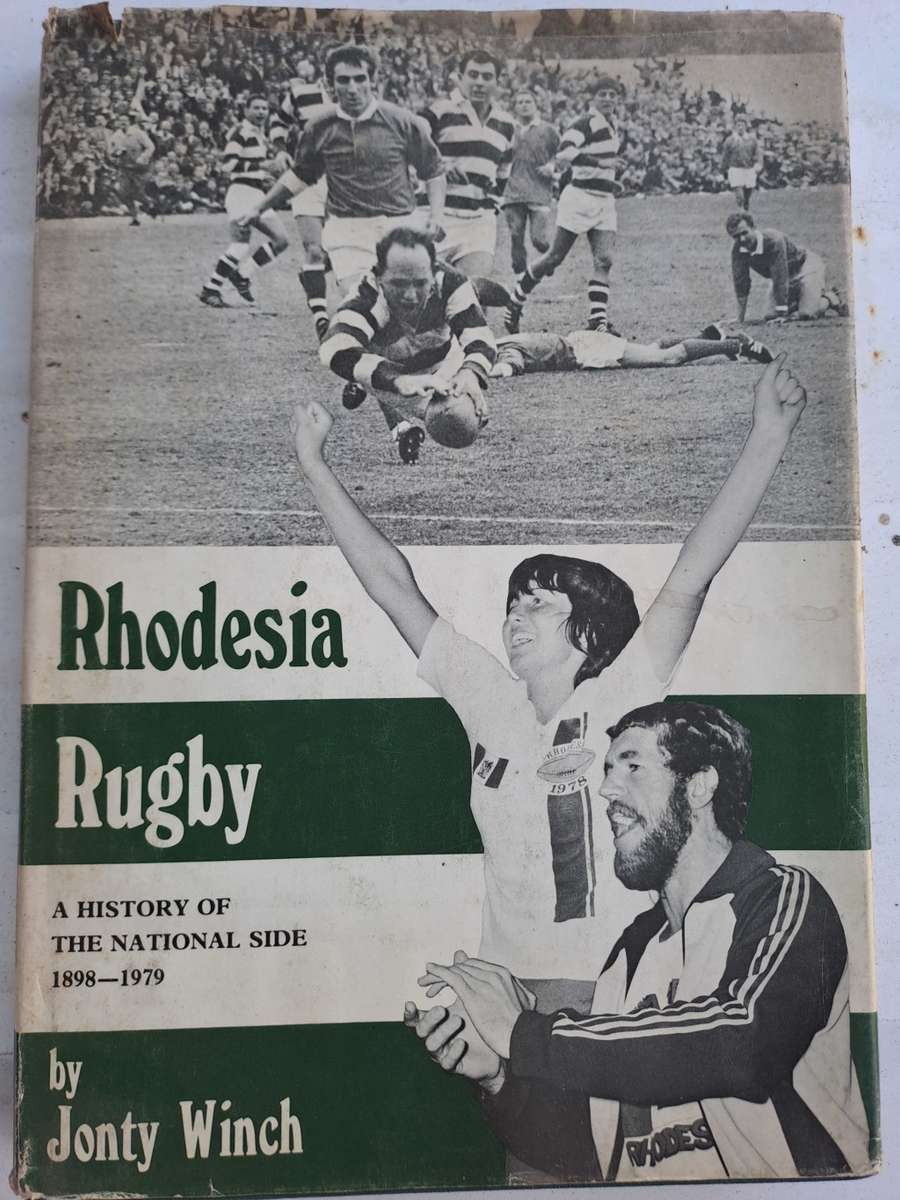 Rhodesia
Rugby
1978
A HISTORY OF
THE NATIONAL SIDE
1898—1979
by
Jonty Winch
RHODES